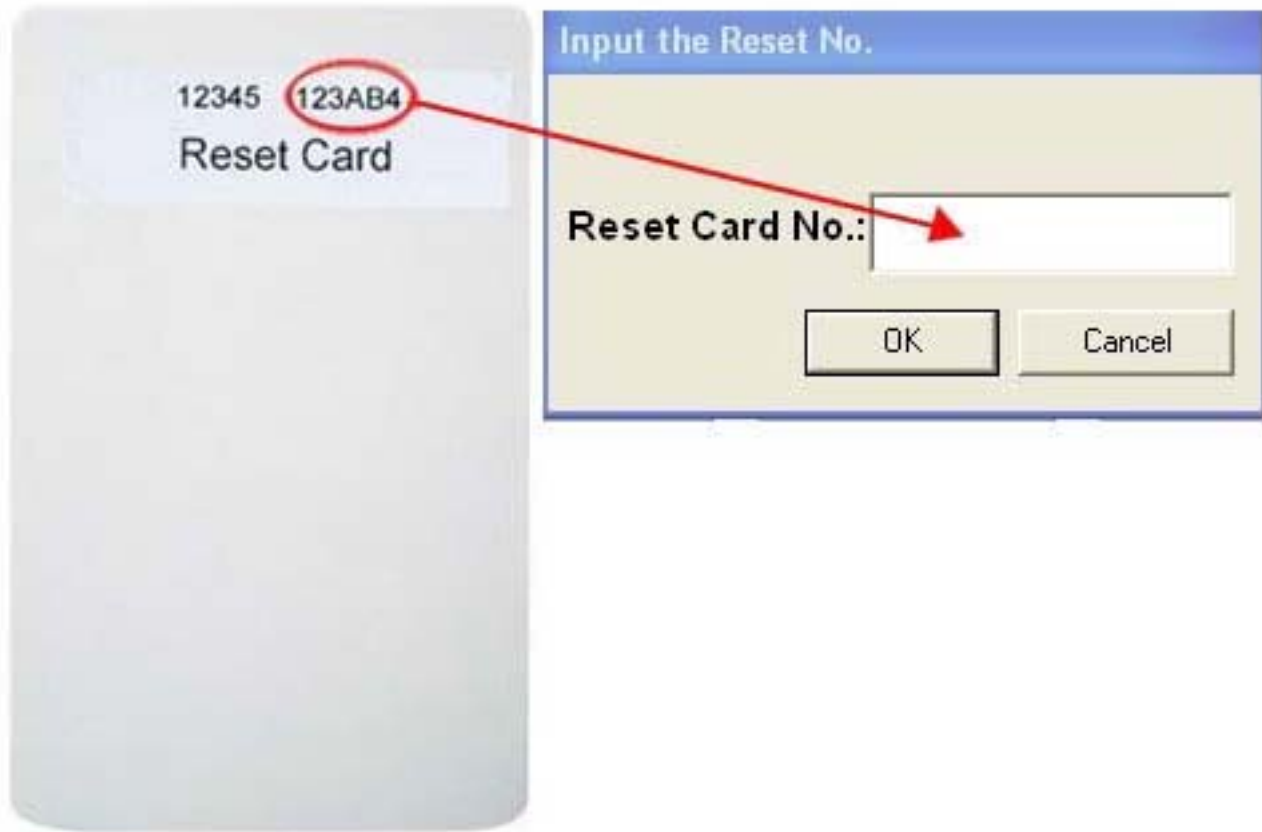 12345 123AB4
Reset Card
Input the Reset No.
Reset Card No.:
OK Cancel